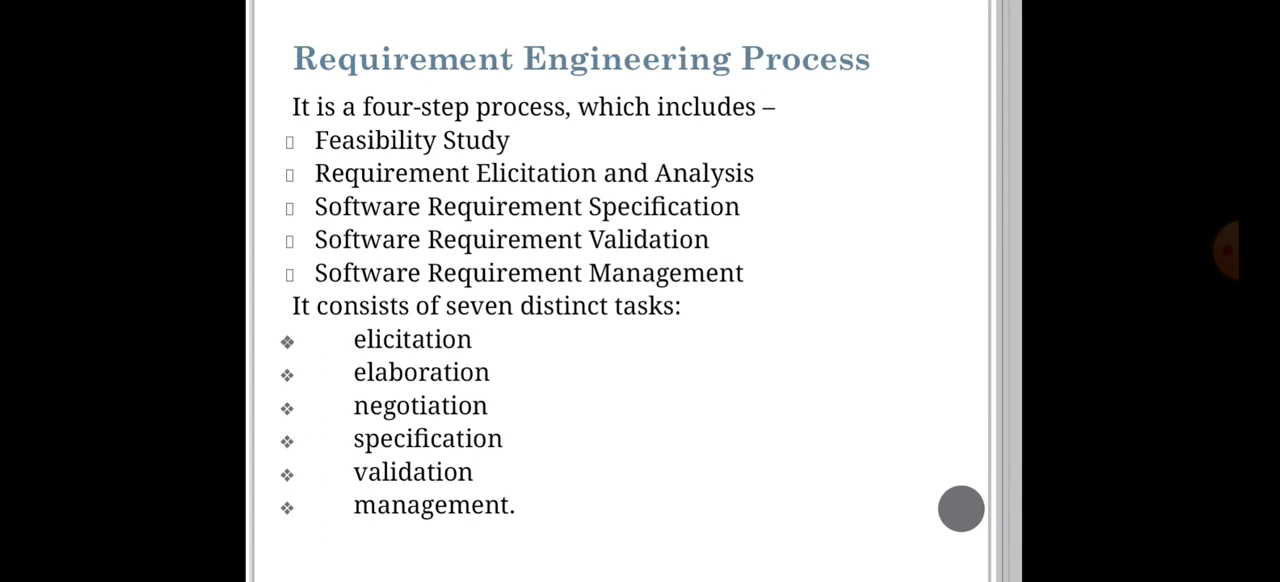 Requirement Engineering Process
It is a four-step process, which includes –
Feasibility Study
Requirement Elicitation and Analysis
Software Requirement Specification
Software Requirement Validation
Software Requirement Management
It consists of seven distinct tasks:
❖ elicitation
❖ elaboration
❖ negotiation
❖ specification
❖ validation
❖ management.